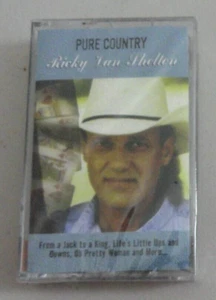 PURE COUNTRY
Ricky Van Shelton
From a Jack to a King, Life's Little Ups and
Downs, Oh Pretty Woman and More...